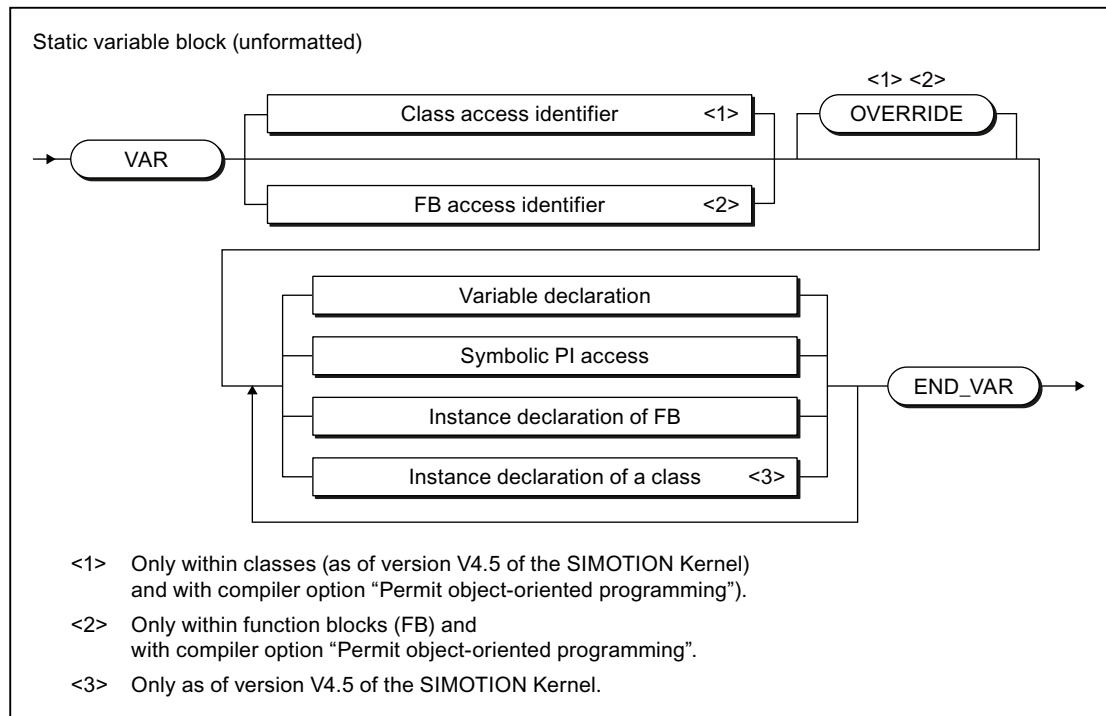 Static variable block (unformatted)
<1> <2>
Class access identifier <1>
OVERRIDE
VAR
FB access identifier <2>
Variable declaration
Symbolic PI access
END_VAR
Instance declaration of FB
Instance declaration of a class <3>
<1> Only within classes (as of version V4.5 of the SIMOTION Kernel)
and with compiler option “Permit object-oriented programming”).
<2> Only within function blocks (FB) and
with compiler option “Permit object-oriented programming”.
<3> Only as of version V4.5 of the SIMOTION Kernel.